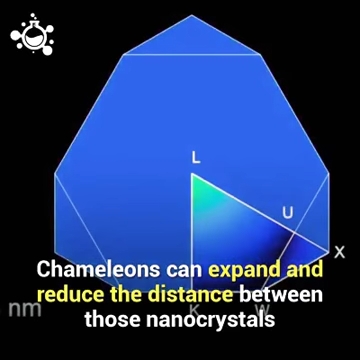 L
U
X
Chameleons can expand and
reduce the distance between
nm
K
W
those nanocrystals